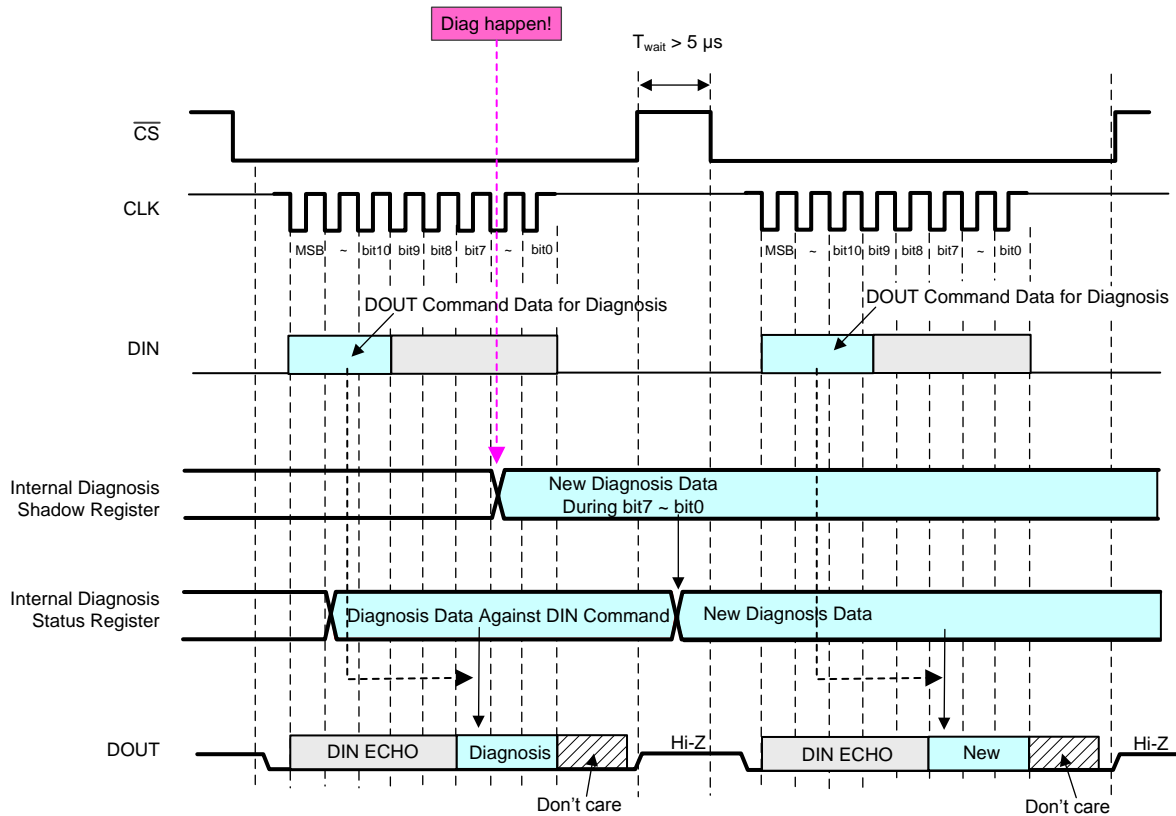 Diag happen!
Twait > 5 µs
CS
CLK
MSB ~ bit10 bit9 bit8 bit7 ~ bit0
MSB ~ bit10 bit9 bit8 bit7 ~ bit0
DOUT Command Data for Diagnosis
DOUT Command Data for Diagnosis
DIN
Internal Diagnosis
Shadow Register
New Diagnosis Data
During bit7 ~ bit0
Internal Diagnosis
Status Register
Diagnosis Data Against DIN Command
New Diagnosis Data
DOUT
DIN ECHO
Diagnosis
Hi-Z
DIN ECHO
New
Hi-Z
Don't care
Don't care